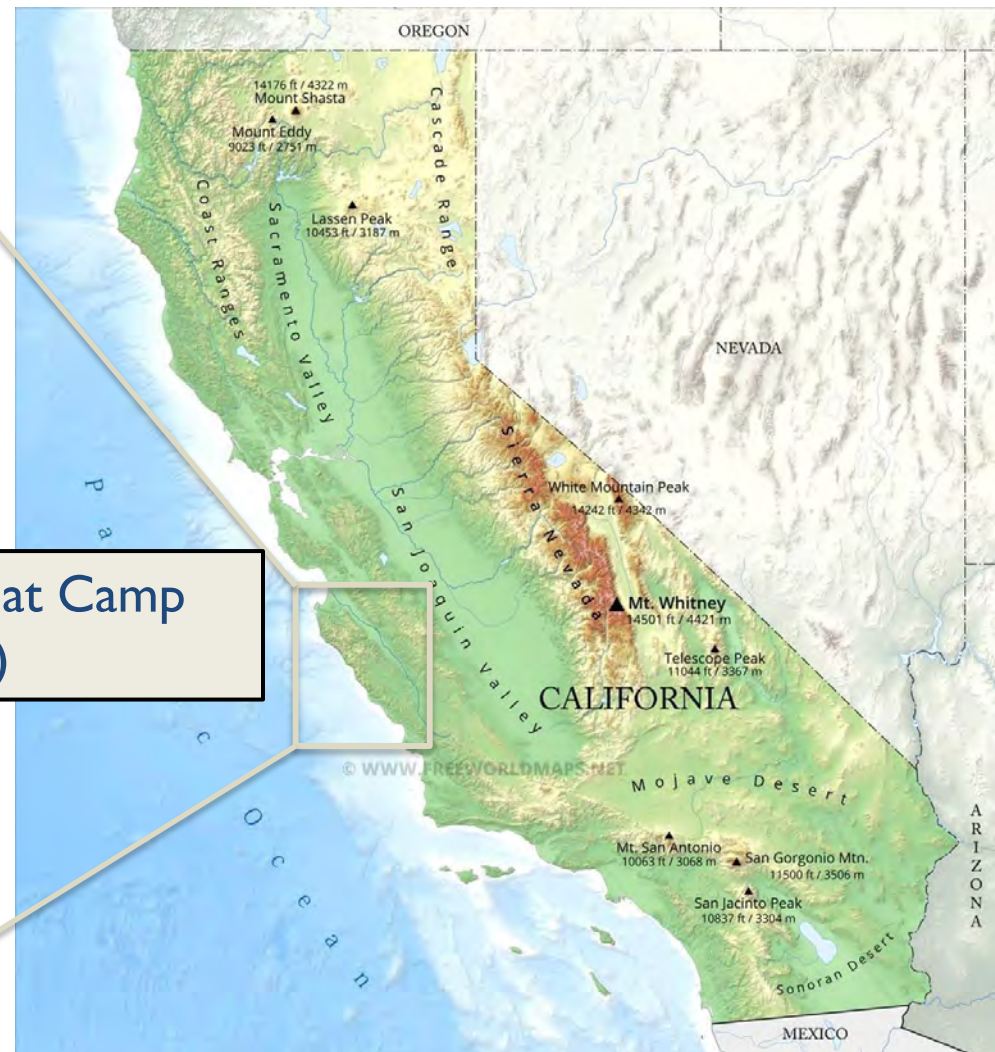 OREGON
14176 ft / 4322 m
Mount Shasta
Mount Eddy
9023 ft / 2751 m
Cascade Range
Coast Ranges
Sacramento Valley
Lassen Peak
10453 ft / 3187 m
NEVADA
Sierra Nevada
White Mountain Peak
14242 ft / 4342 m
San Joaquin Valley
at Camp
)
Mt. Whitney
14501 ft / 4421 m
Telescope Peak
11044 ft / 3367 m
CALIFORNIA
© WWW.FREEWORLDMAPS.NET
Mojave Desert
Pa c Ocean
Mt. San Antonio
10063 ft / 3068 m
San Gorgonio Mtn.
11500 ft / 3506 m
San Jacinto Peak
10837 ft / 3304 m
ARIZONA
Sonoran Desert
MEXICO